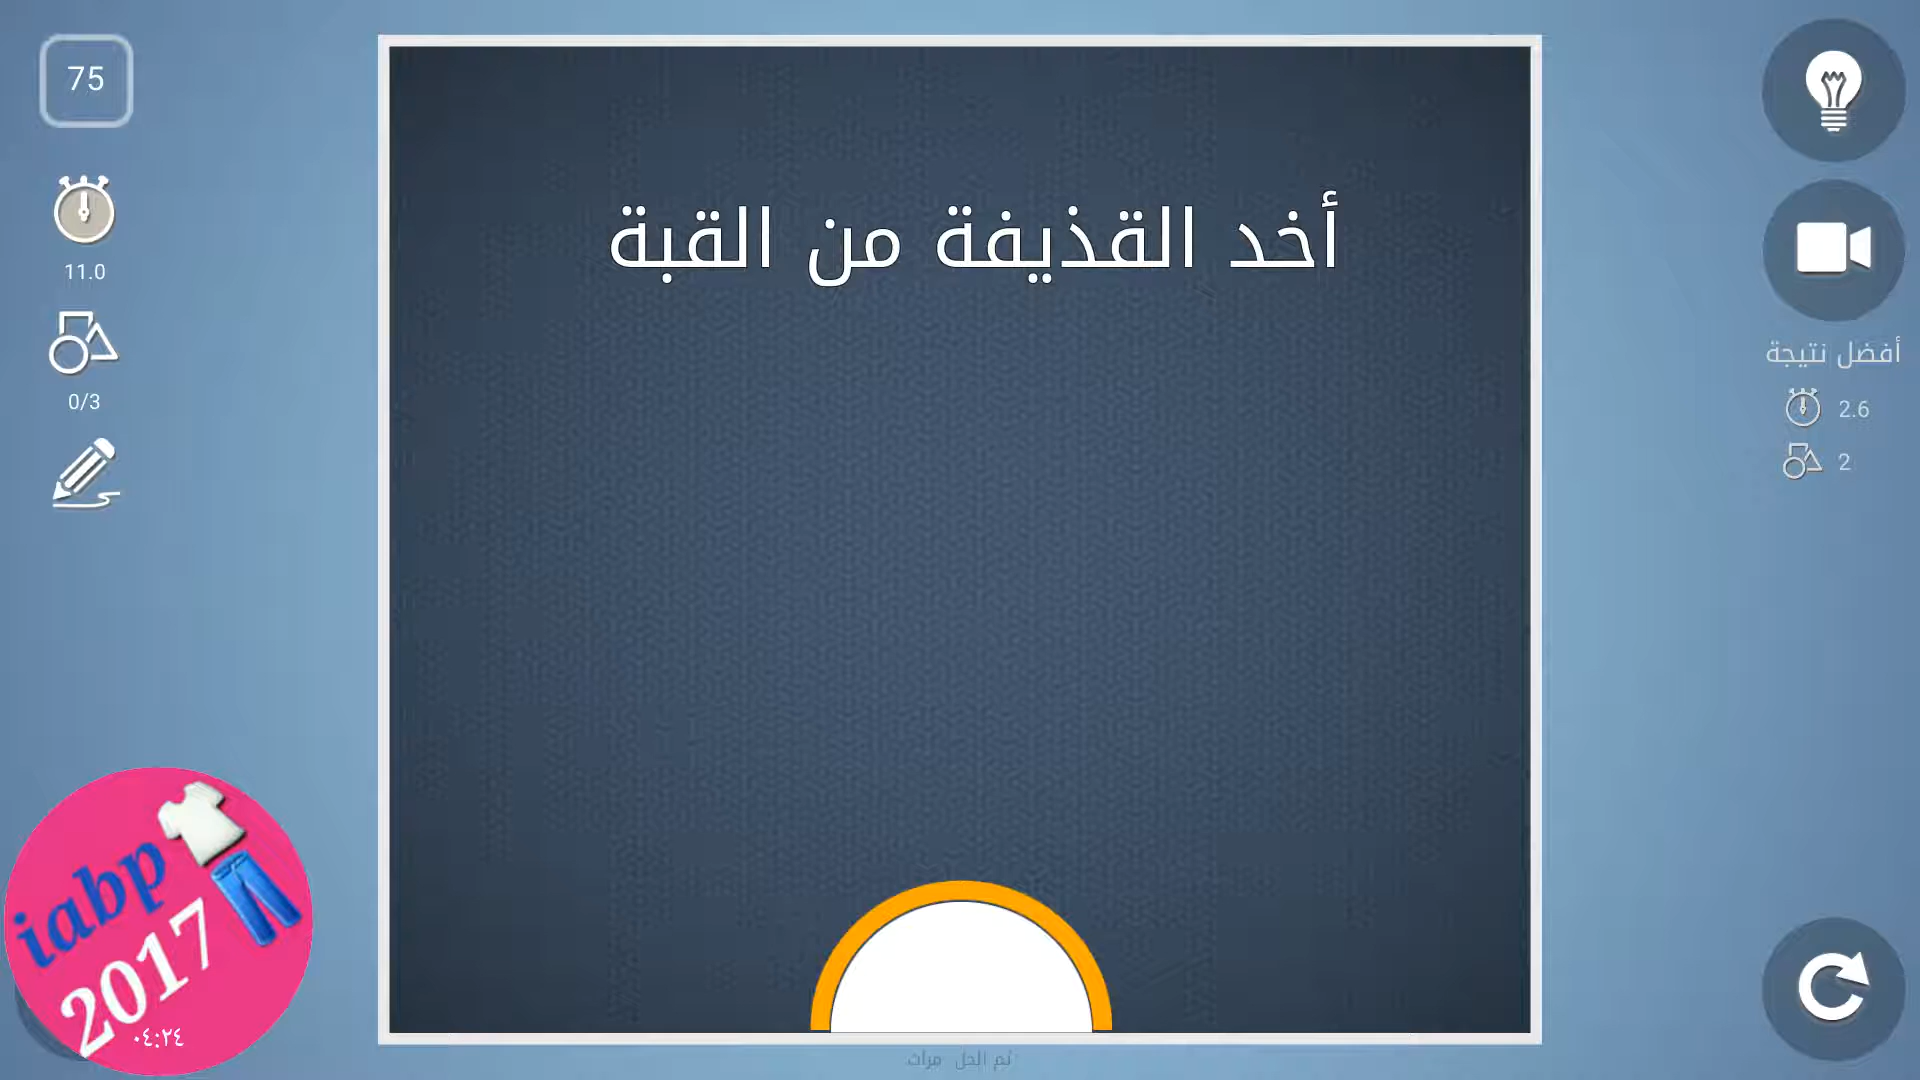 75
11.0
0/3
أخد القذيفة من القبة
أفضل نتيجة
2.6
2
iabp
2017
٠٤:٢٤
تم الحل مرات